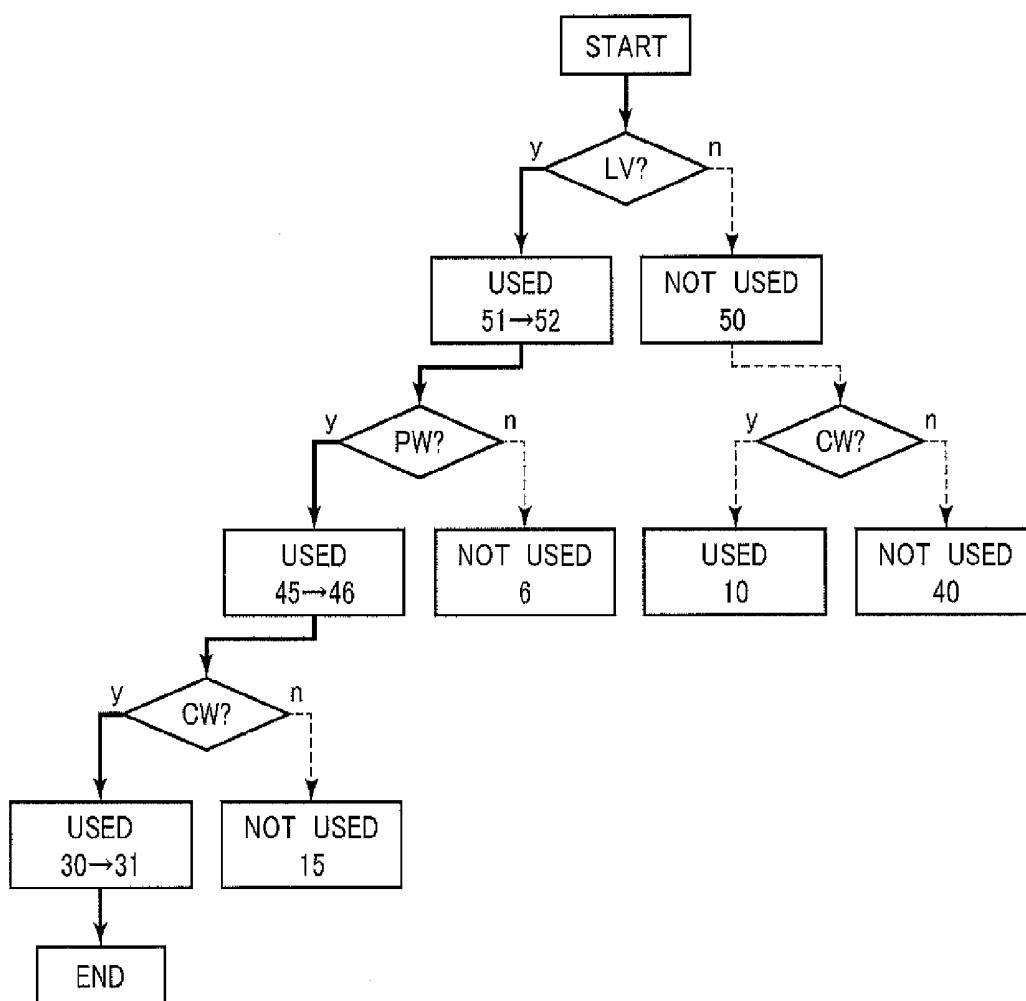 START
y
LV?
n
USED
51→52
NOT USED
50
y
PW?
n
y
CW?
n
USED
45→46
NOT USED
6
USED
10
NOT USED
40
y
CW?
n
USED
30→31
NOT USED
15
END